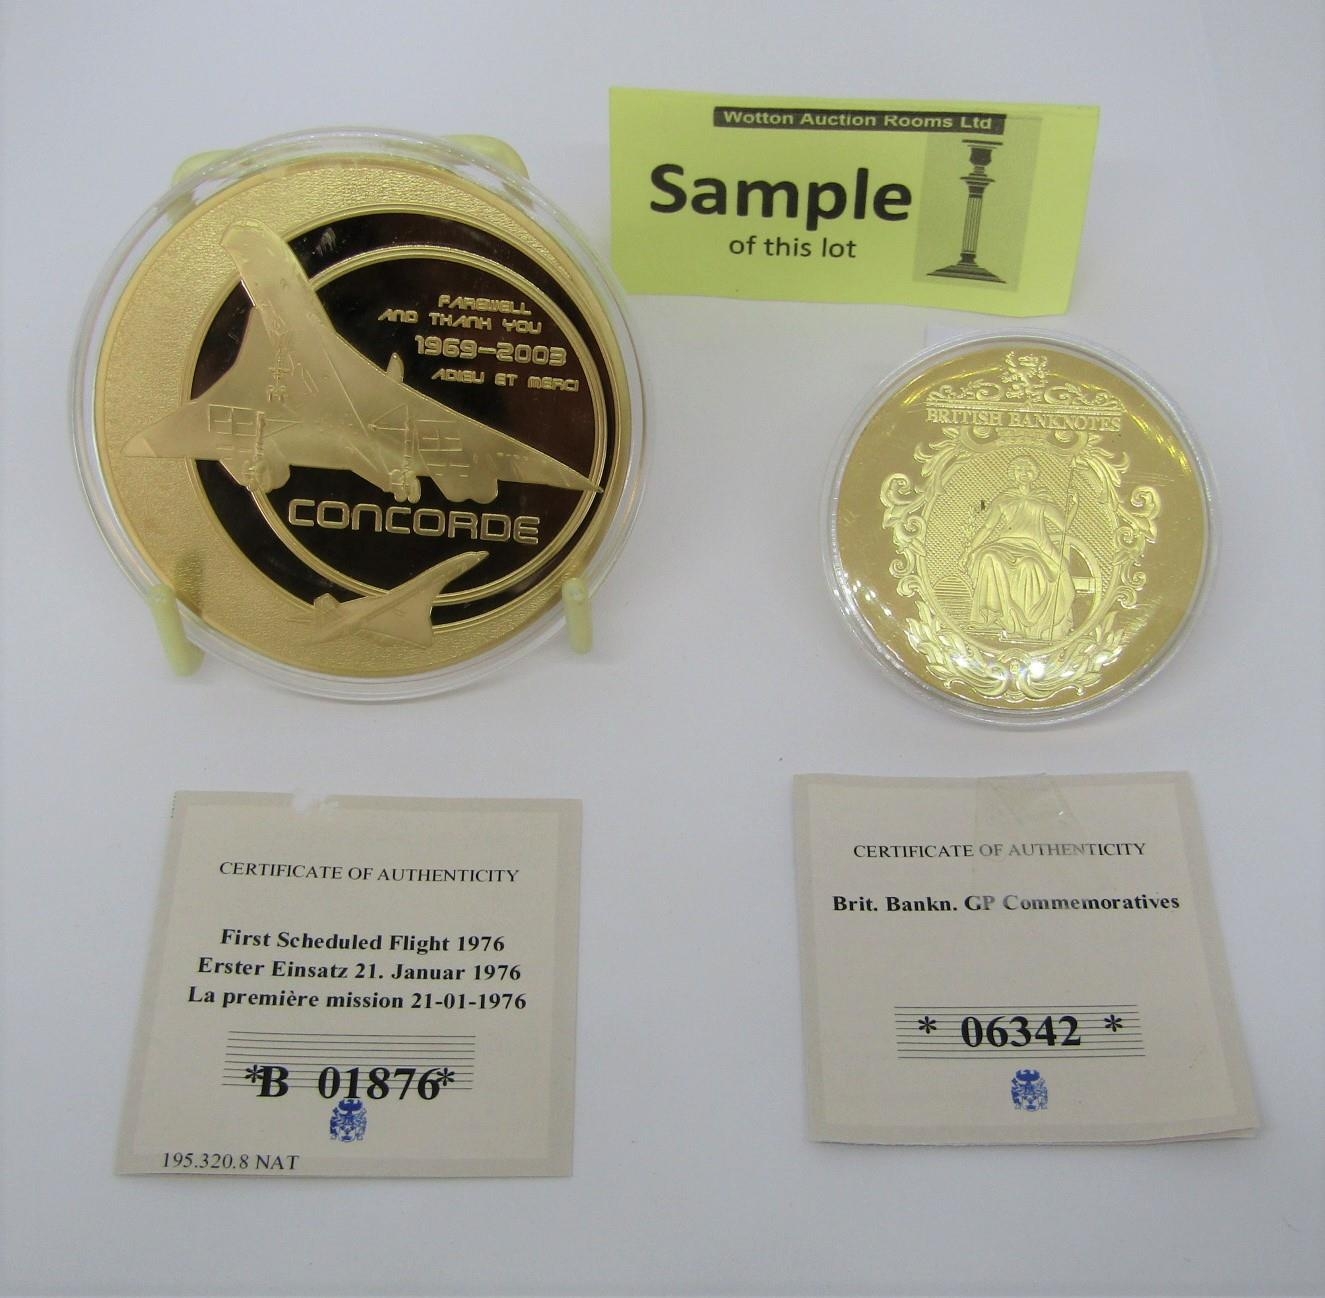 Wotton Auction Rooms Ltd
Sample
of this lot
FAREWELL
AND THANK YOU
1969-2003
ADIEU ET MERCI
CONCORDE
BRITISH BANKNOTES
CERTIFICATE OF AUTHENTICITY
First Scheduled Flight 1976
Erster Einsatz 21. Januar 1976
La première mission 21-01-1976
*B 01876*
195.320.8 NAT
CERTIFICATE OF AUTHENTICITY
Brit. Bankn. GP Commemoratives
* 06342 *